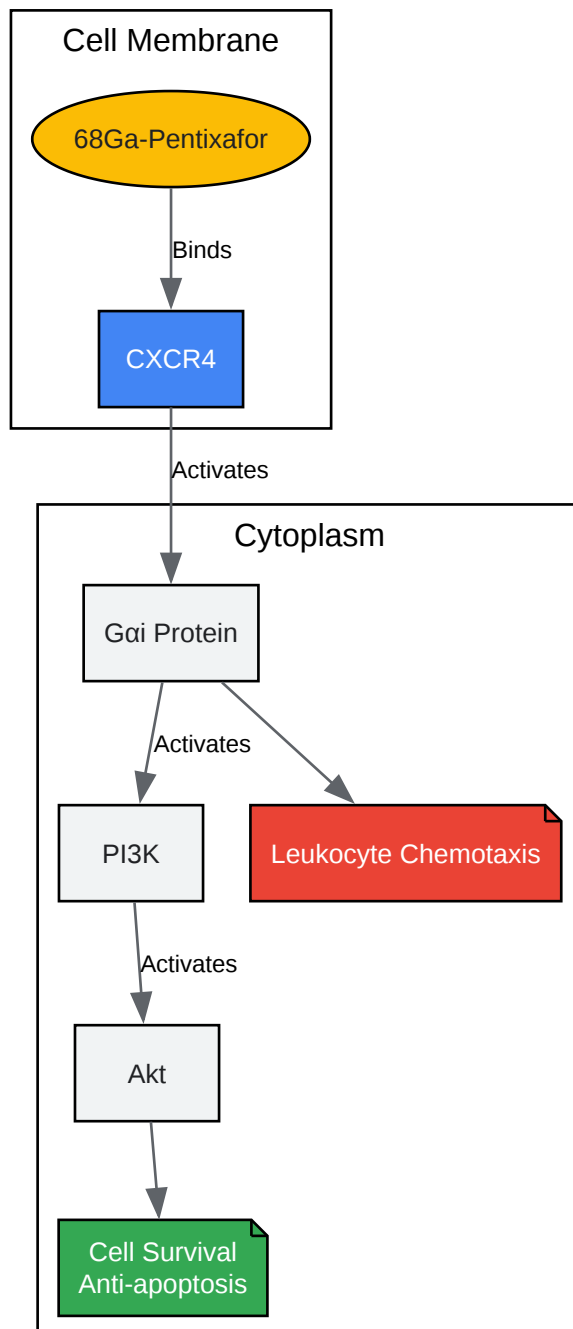 Cell Membrane
68Ga-Pentixafor
Binds
CXCR4
Activates
Cytoplasm
Gαi Protein
Activates
PI3K
Leukocyte Chemotaxis
Activates
Akt
Cell Survival
Anti-apoptosis